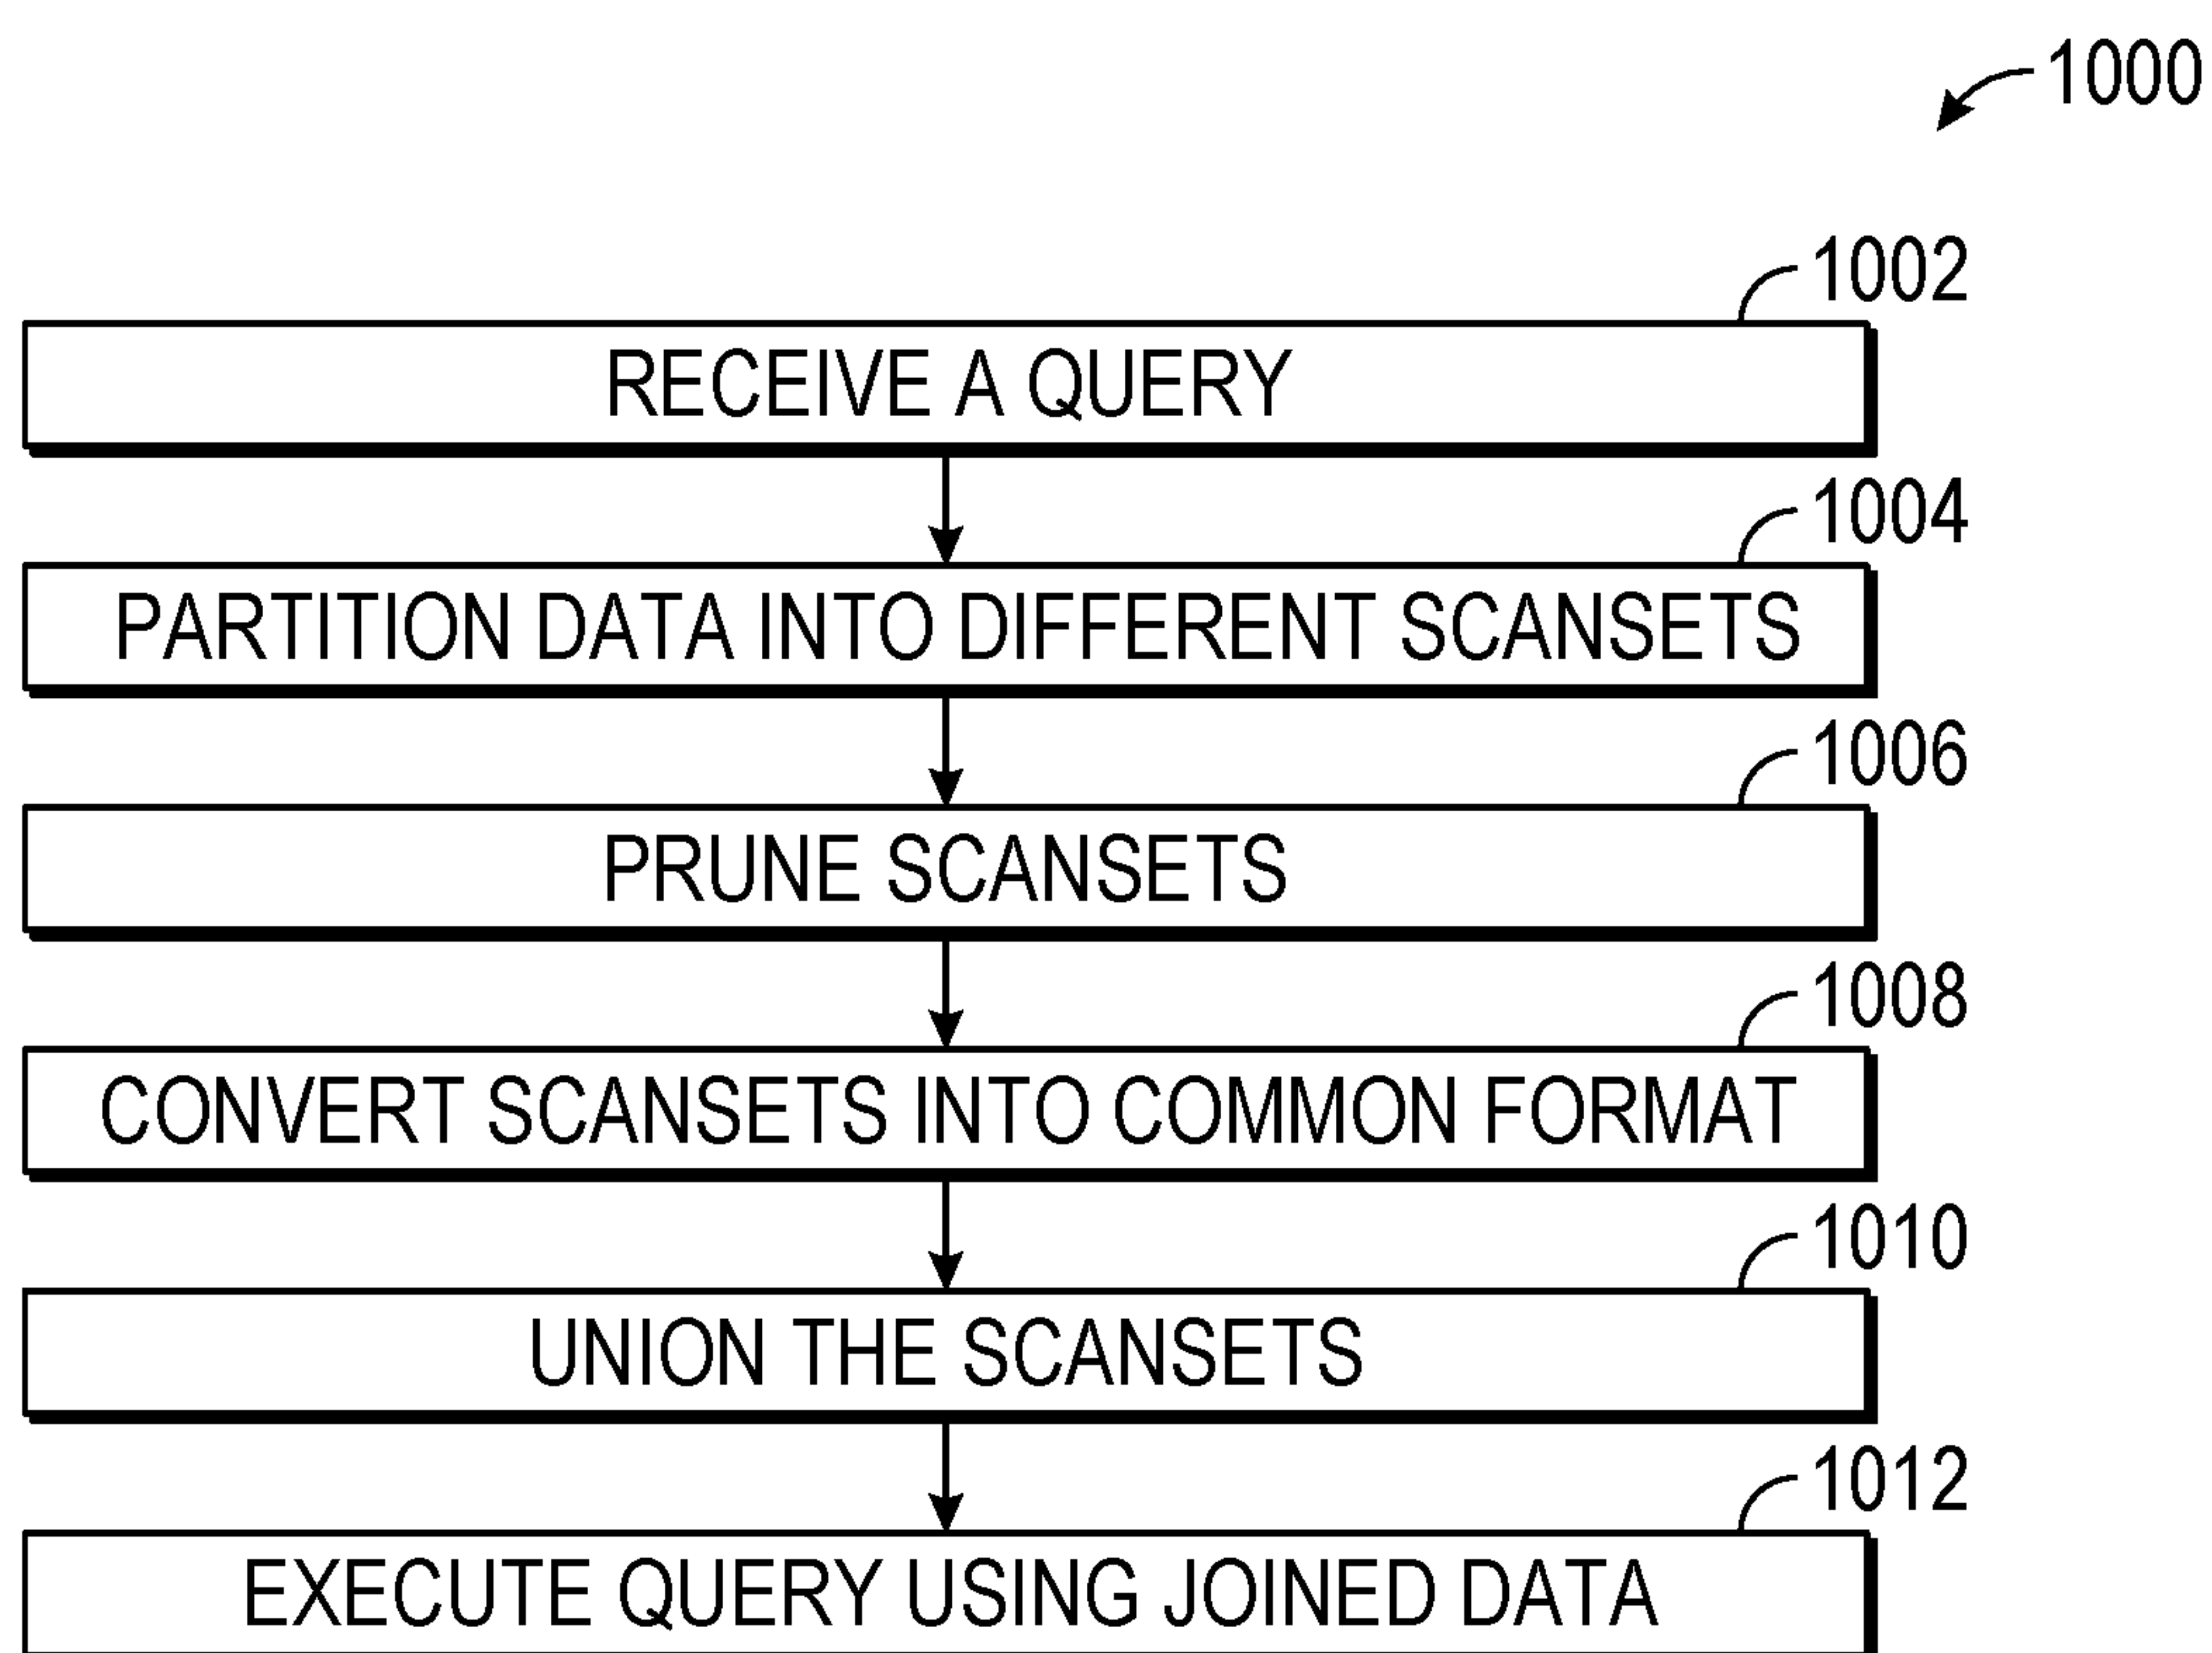 1000
1002
RECEIVE A QUERY
1004
PARTITION DATA INTO DIFFERENT SCANSETS
1006
PRUNE SCANSETS
1008
CONVERT SCANSETS INTO COMMON FORMAT
1010
UNION THE SCANSETS
1012
EXECUTE QUERY USING JOINED DATA